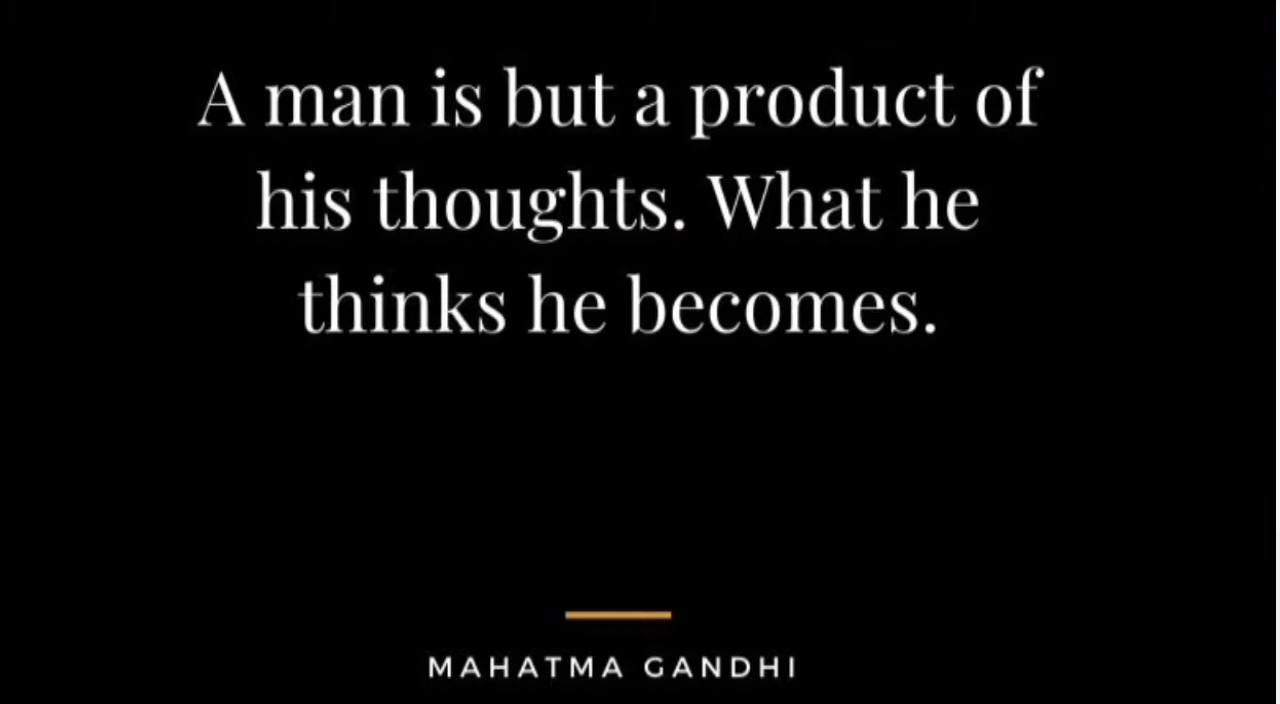 A man is but a product of
his thoughts. What he
thinks he becomes.
MAHATMA GANDHI